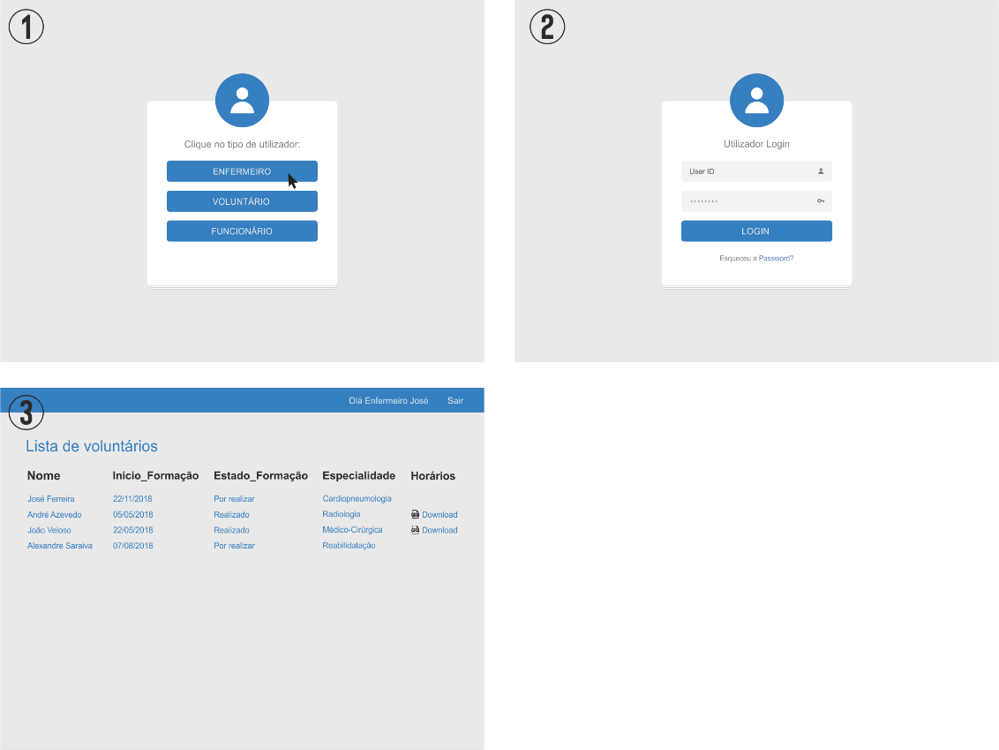 1
Clique no tipo de utilizador:
ENFERMEIRO
VOLUNTÁRIO
FUNCIONÁRIO
2
Utilizador Login
User ID
········
LOGIN
Esqueceu a Password?
3
Olá Enfermeiro José Sair
Lista de voluntários
Nome Inicio_Formação Estado_Formação Especialidade Horários
José Ferreira 22/11/2018 Por realizar Cardiopneumologia
André Azevedo 05/05/2018 Realizado Radiologia Download
João Veloso 22/05/2018 Realizado Médico-Cirúrgica Download
Alexandre Saraiva 07/08/2018 Por realizar Reabilidatação